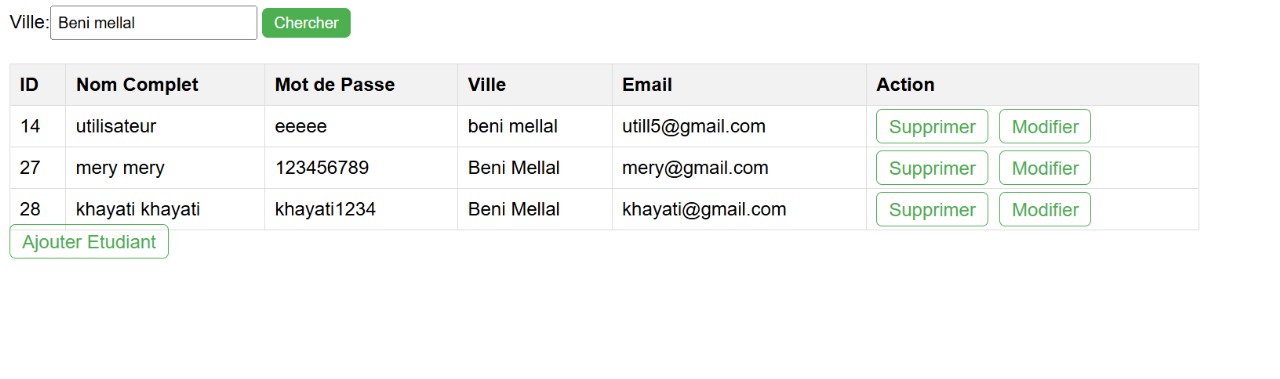 Ville: Beni mellal Chercher
ID Nom Complet Mot de Passe Ville Email Action
14 utilisateur eeeee beni mellal utill5@gmail.com Supprimer Modifier
27 mery mery 123456789 Beni Mellal mery@gmail.com Supprimer Modifier
28 khayati khayati khayati1234 Beni Mellal khayati@gmail.com Supprimer Modifier
Ajouter Etudiant